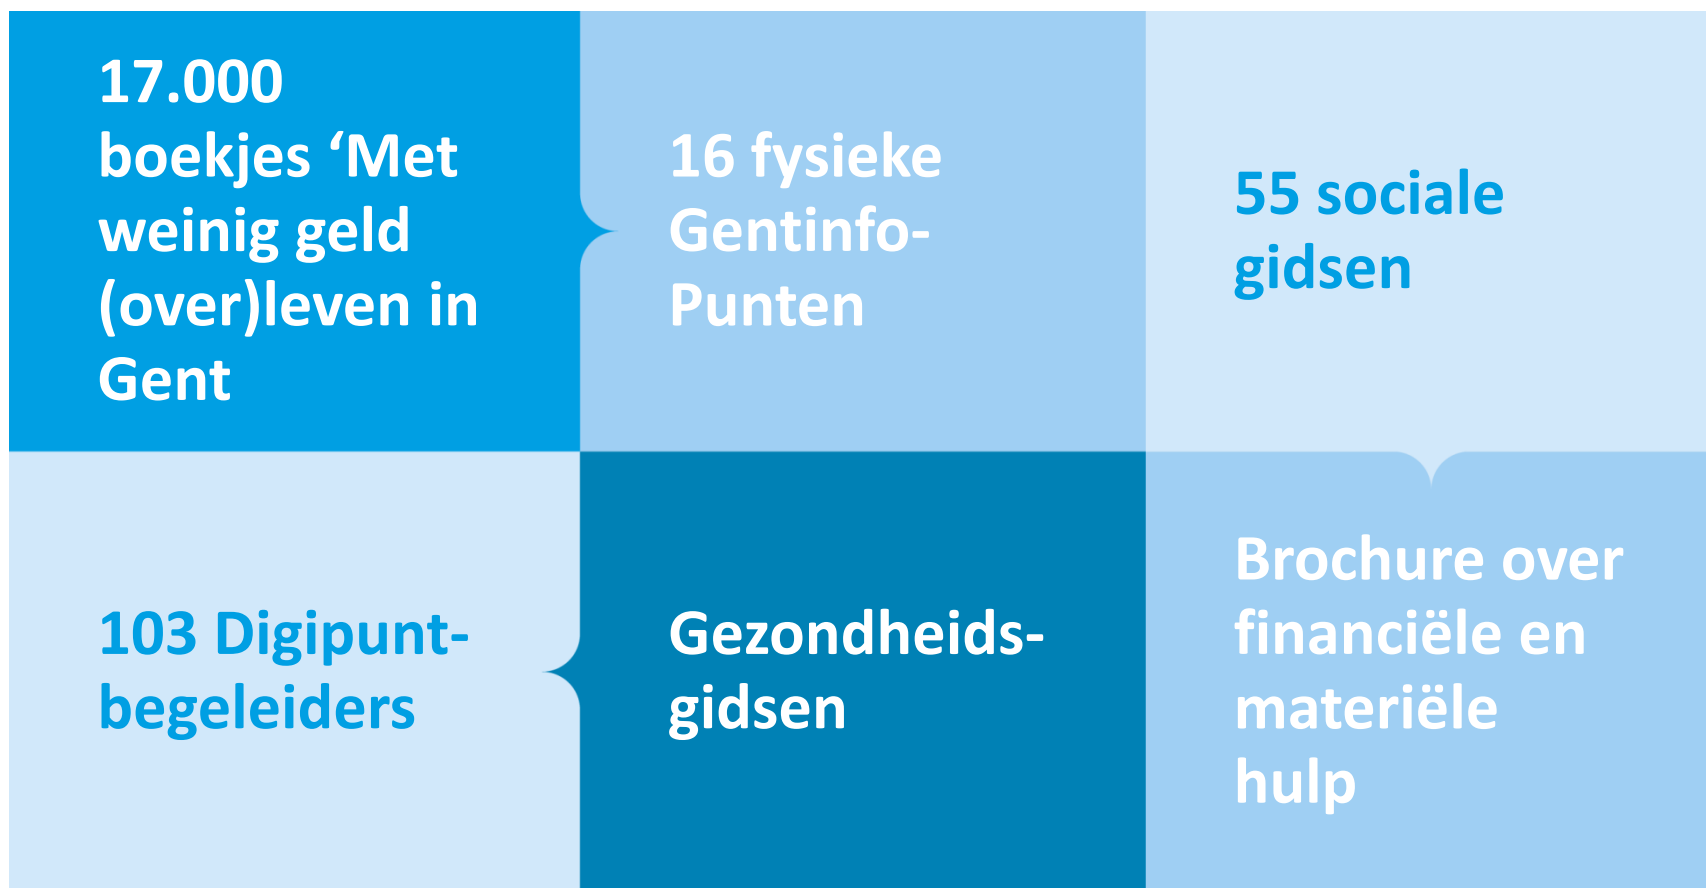 17.000
boekjes ‘Met
weinig geld
(over)leven in
Gent
16 fysieke
Gentinfo-
Punten
55 sociale
gidsen
103 Digipunt-
begeleiders
Gezondheids-
gidsen
Brochure over
financiële en
materiële
hulp